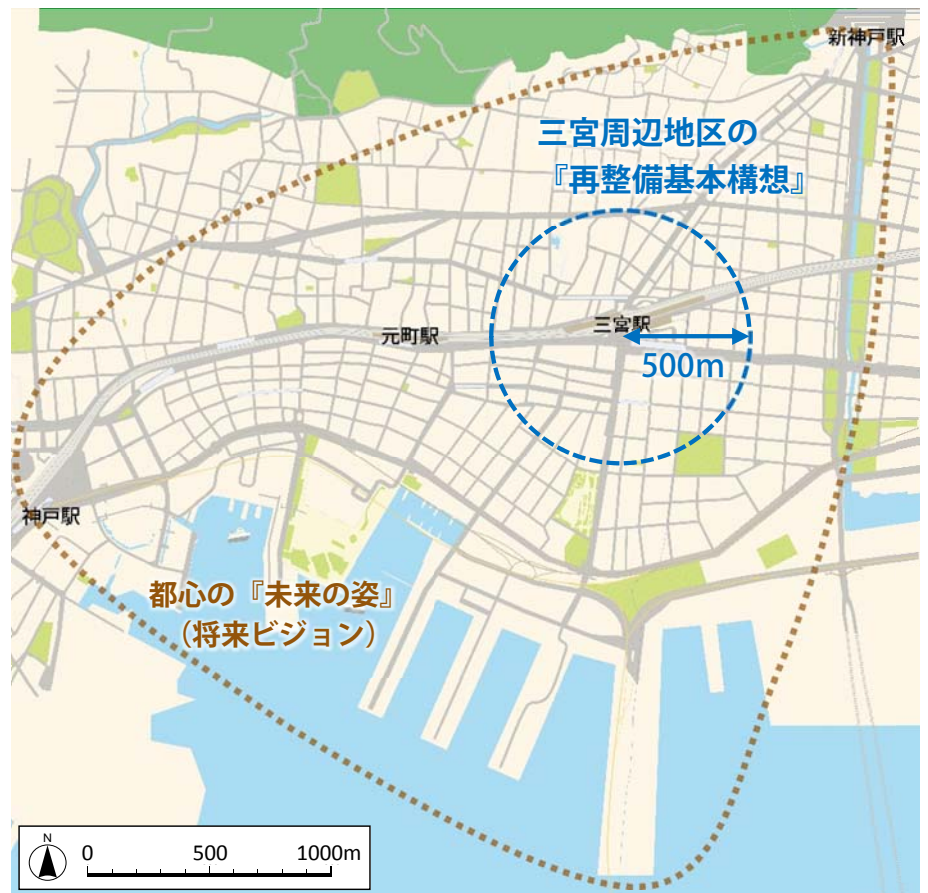 新神戸駅
三宮周辺地区の
『再整備基本構想』
三宮駅
元町駅
500m
神戸駅
都心の『未来の姿』
(将来ビジョン)
N
0 500 1000m